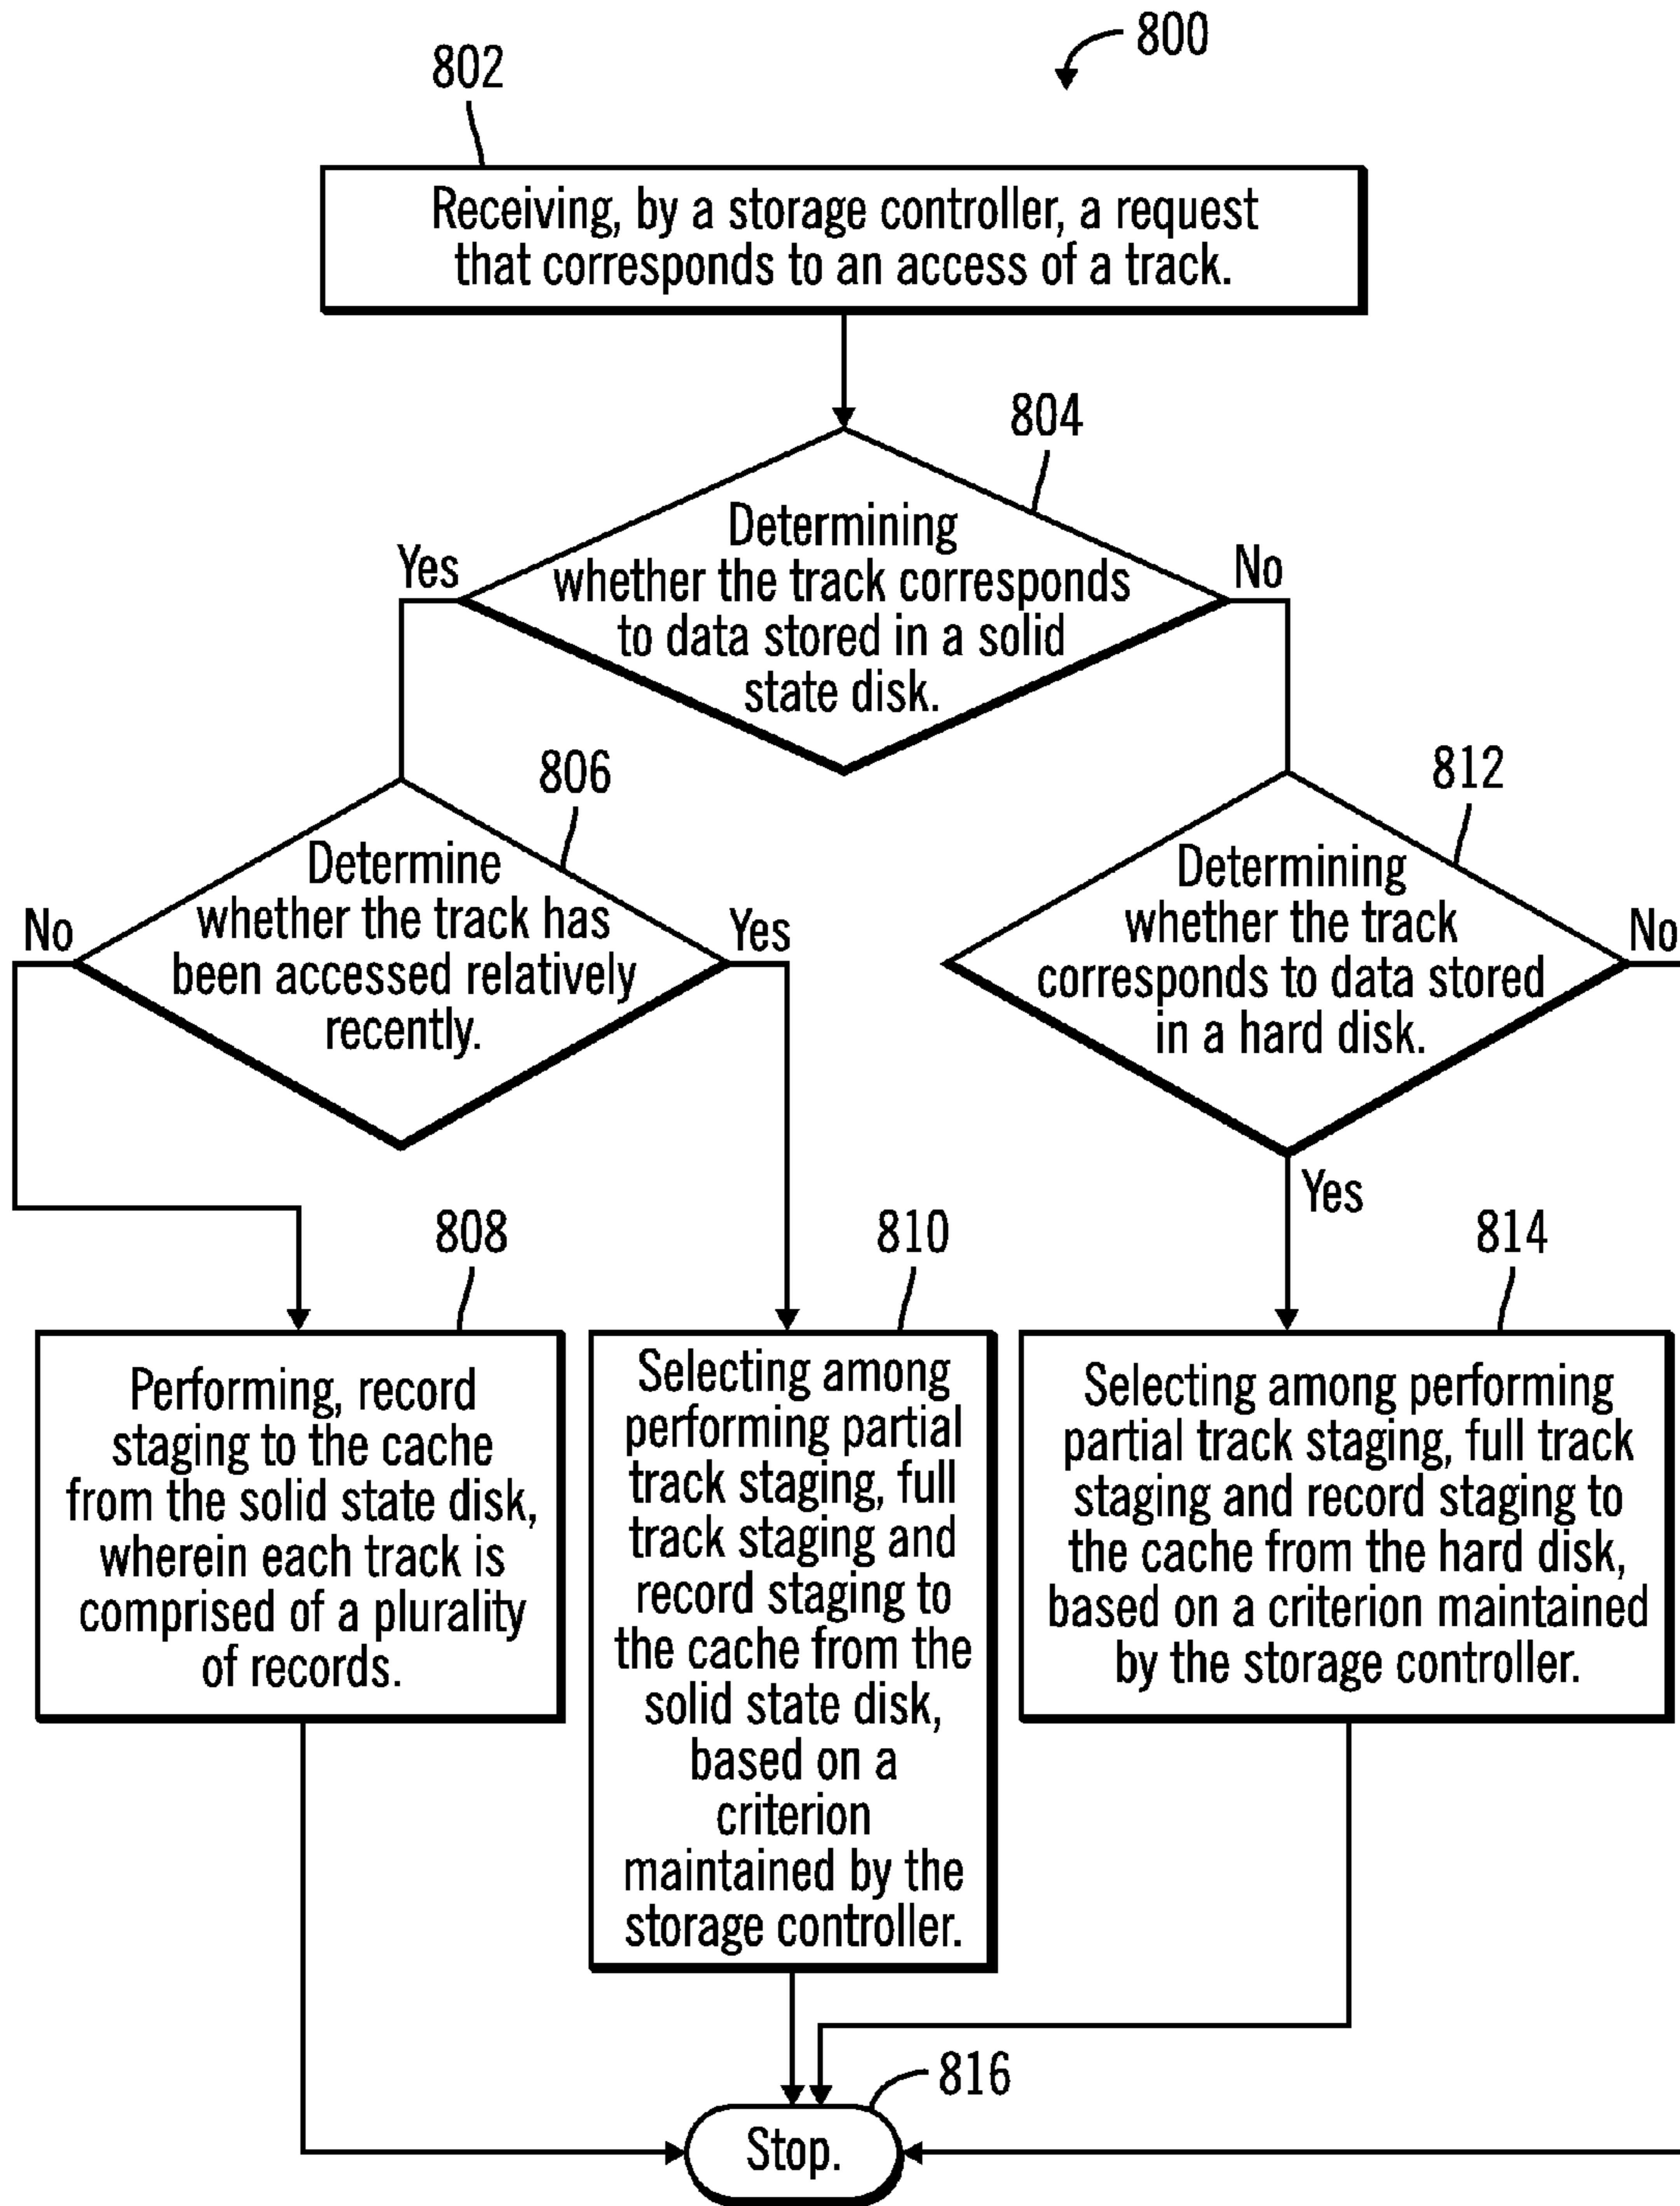 800
802
Receiving, by a storage controller, a request
that corresponds to an access of a track.
804
Determining
whether the track corresponds
to data stored in a solid
state disk.
Yes
No
806
Determine
whether the track has
been accessed relatively
recently.
No
Yes
812
Determining
whether the track
corresponds to data stored
in a hard disk.
No
Yes
808
Performing, record
staging to the cache
from the solid state disk,
wherein each track is
comprised of a plurality
of records.
810
Selecting among
performing partial
track staging, full
track staging and
record staging to
the cache from the
solid state disk,
based on a
criterion
maintained by the
storage controller.
814
Selecting among performing
partial track staging, full track
staging and record staging to
the cache from the hard disk,
based on a criterion maintained
by the storage controller.
816
Stop.